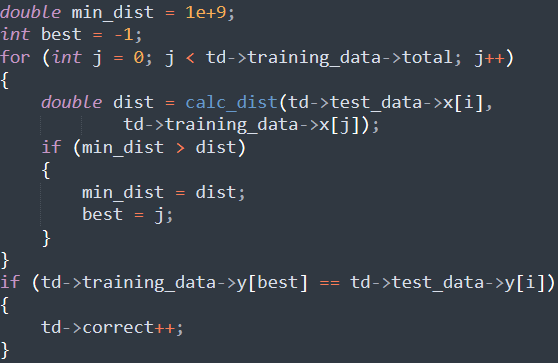 double min_dist = 1e+9;
int best = -1;
for (int j = 0; j < td->training_data->total; j++)
{
    double dist = calc_dist(td->test_data->x[i],
            td->training_data->x[j]);
    if (min_dist > dist)
    {
        min_dist = dist;
        best = j;
    }
}
if (td->training_data->y[best] == td->test_data->y[i])
{
    td->correct++;
}